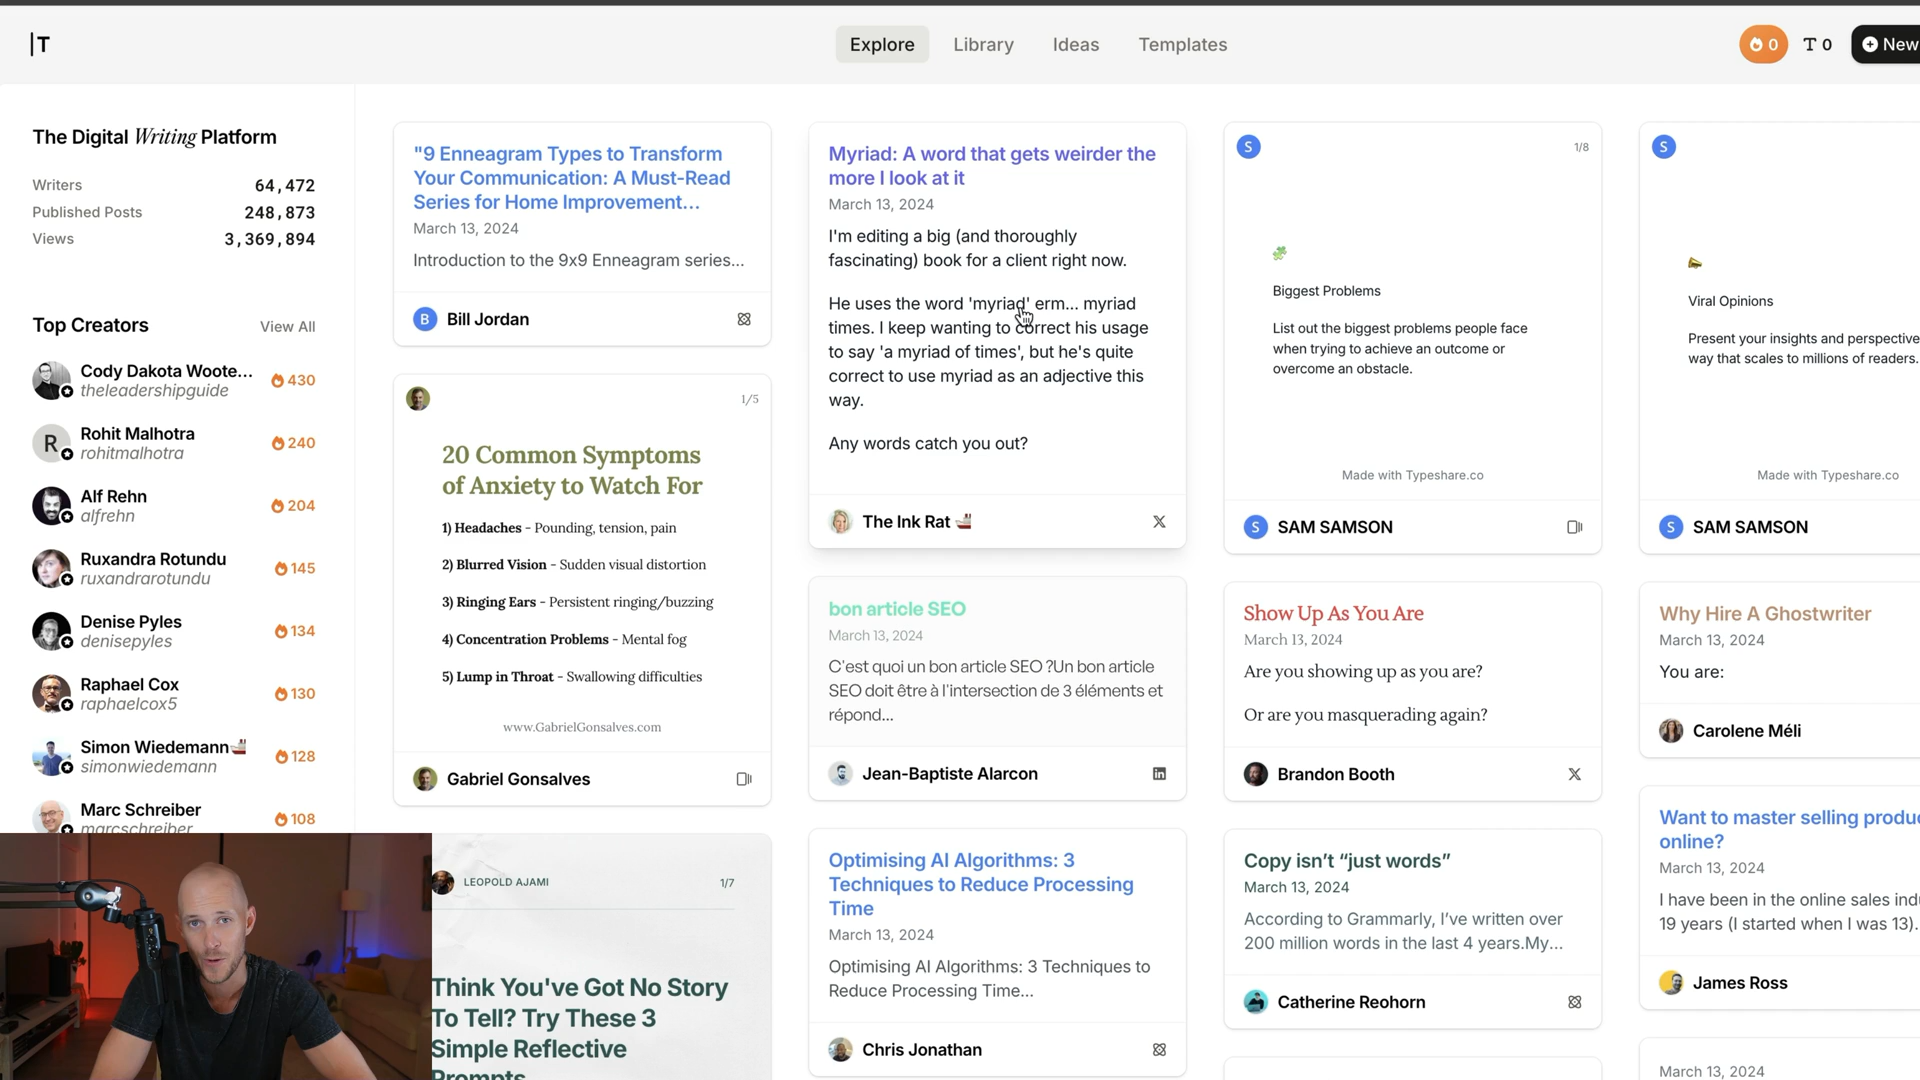 T
Explore
Library
Ideas
Templates
0
T 0
New
The Digital Writing Platform
Writers 64,472
Published Posts 248,873
Views 3,369,894
Top Creators View All
Cody Dakota Woote... 430
theleadershipguide
R
Rohit Malhotra 240
rohitmalhotra
Alf Rehn 204
alfrehn
Ruxandra Rotundu 145
ruxandrarotundu
Denise Pyles 134
denisepyles
Raphael Cox 130
raphaelcox5
Simon Wiedemann 128
simonwiedemann
Marc Schreiber 108
marcschreiber
"9 Enneagram Types to Transform
Your Communication: A Must-Read
Series for Home Improvement...
March 13, 2024
Introduction to the 9x9 Enneagram series...
B Bill Jordan
1/5
20 Common Symptoms
of Anxiety to Watch For
1) Headaches - Pounding, tension, pain
2) Blurred Vision - Sudden visual distortion
3) Ringing Ears - Persistent ringing/buzzing
4) Concentration Problems - Mental fog
5) Lump in Throat - Swallowing difficulties
www.GabrielGonsalves.com
Gabriel Gonsalves
LEOPOLD AJAMI 1/7
Think You've Got No Story
To Tell? Try These 3
Simple Reflective
Prompts
Myriad: A word that gets weirder the
more I look at it
March 13, 2024
I'm editing a big (and thoroughly
fascinating) book for a client right now.
He uses the word 'myriad' erm... myriad
times. I keep wanting to correct his usage
to say 'a myriad of times', but he's quite
correct to use myriad as an adjective this
way.
Any words catch you out?
The Ink Rat
bon article SEO
March 13, 2024
C'est quoi un bon article SEO ?Un bon article
SEO doit être à l'intersection de 3 éléments et
répond...
Jean-Baptiste Alarcon
Optimising AI Algorithms: 3
Techniques to Reduce Processing
Time
March 13, 2024
Optimising AI Algorithms: 3 Techniques to
Reduce Processing Time...
Chris Jonathan
S 1/8
Biggest Problems
List out the biggest problems people face
when trying to achieve an outcome or
overcome an obstacle.
Made with Typeshare.co
S SAM SAMSON
Show Up As You Are
March 13, 2024
Are you showing up as you are?
Or are you masquerading again?
Brandon Booth
Copy isn't “just words”
March 13, 2024
According to Grammarly, I've written over
200 million words in the last 4 years.My...
Catherine Reohorn
S
Viral Opinions
Present your insights and perspective
way that scales to millions of readers.
Made with Typeshare.co
S SAM SAMSON
Why Hire A Ghostwriter
March 13, 2024
You are:
Carolene Méli
Want to master selling produ
online?
March 13, 2024
I have been in the online sales ind
19 years (I started when I was 13).
James Ross
March 13, 2024